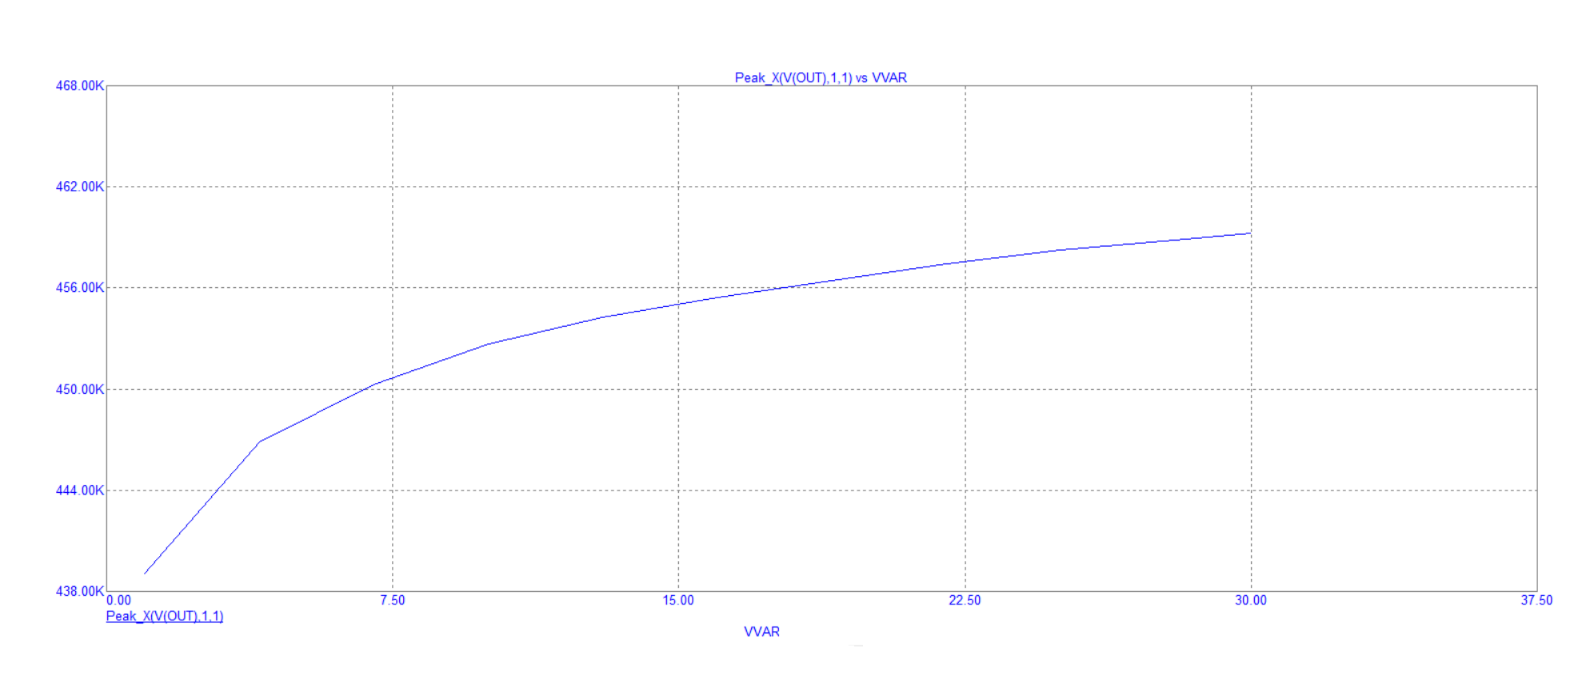 Peak_X(V(OUT),1,1) vs VVAR
468.00K
462.00K
456.00K
450.00K
444.00K
438.00K
0.00 7.50 15.00 22.50 30.00 37.50
Peak_X(V(OUT),1,1)
VVAR